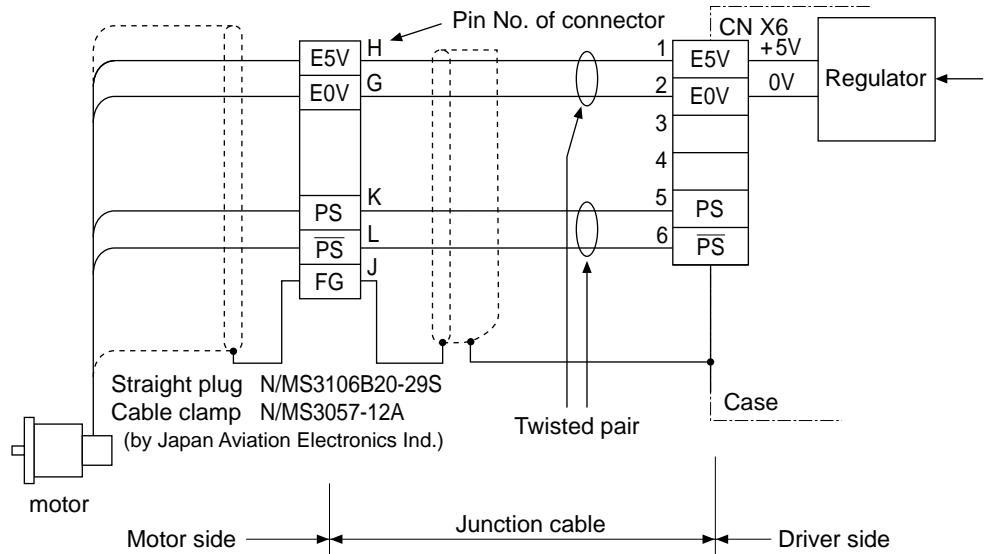 Pin No. of connector
CN X6
H
1
E5V
E5V
+5V
Regulator
G
2
E0V
E0V
0V
3
4
K
5
PS
PS
L
6
P̅S̅
P̅S̅
J
FG
Straight plug N/MS3106B20-29S
Cable clamp N/MS3057-12A
(by Japan Aviation Electronics Ind.)
Twisted pair
Case
motor
Motor side
Junction cable
Driver side